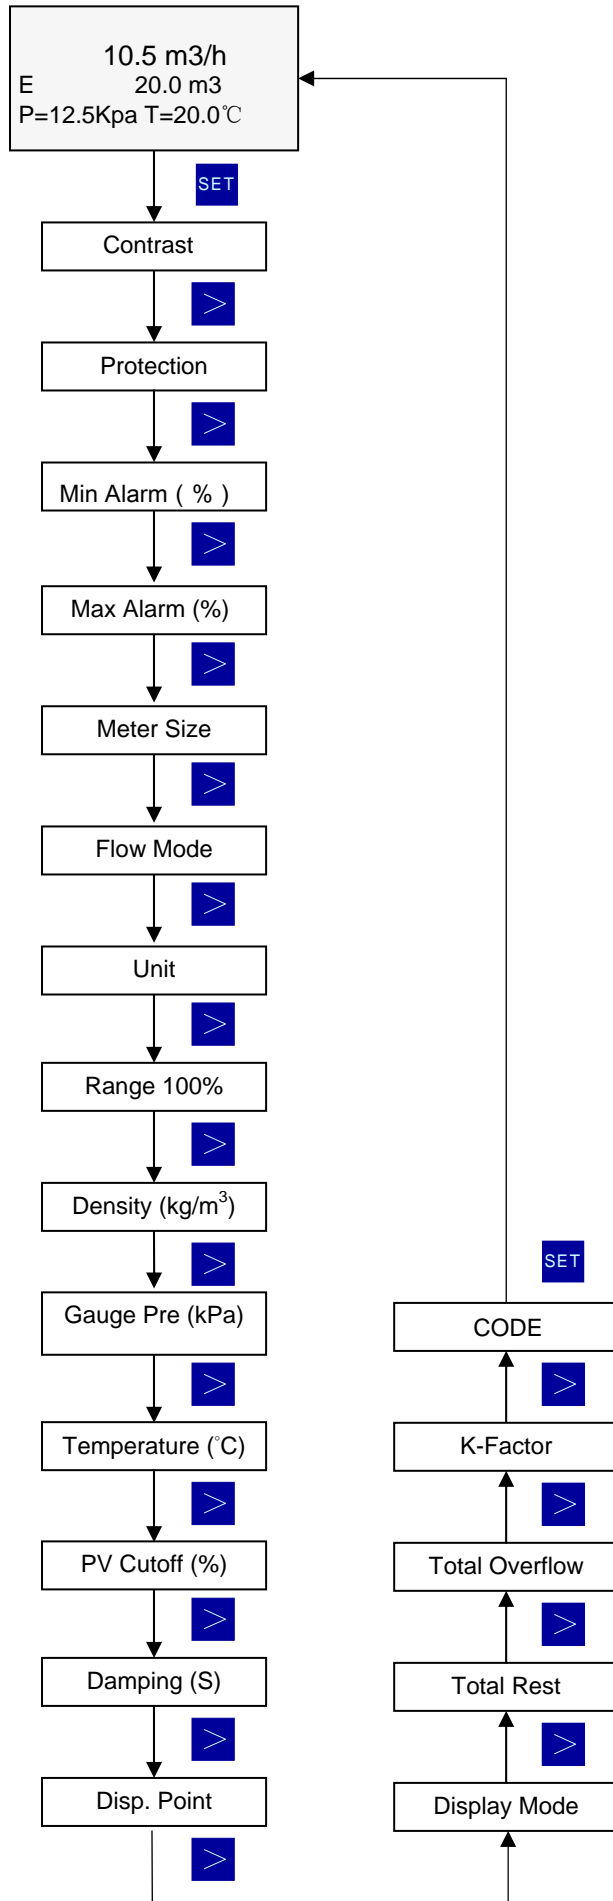 10.5 m3/h
E 20.0 m3
P=12.5Kpa T=20.0℃
SET
Contrast
>
Protection
>
Min Alarm ( % )
>
Max Alarm (%)
>
Meter Size
>
Flow Mode
>
Unit
>
Range 100%
>
Density (kg/m³)
>
Gauge Pre (kPa)
>
Temperature (°C)
>
PV Cutoff (%)
>
Damping (S)
>
Disp. Point
>
Display Mode
>
Total Rest
>
Total Overflow
>
K-Factor
>
CODE
SET